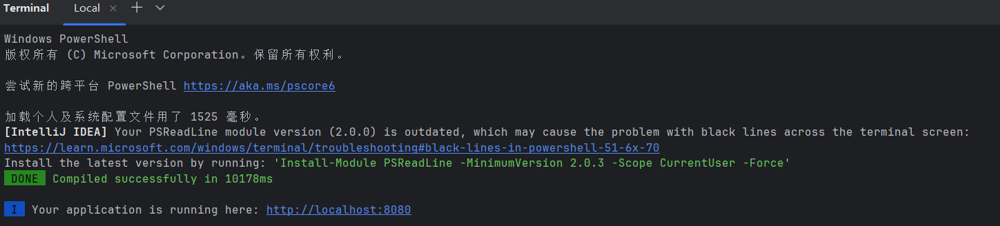 Terminal Local
Windows PowerShell
版权所有 (C) Microsoft Corporation。保留所有权利。
尝试新的跨平台 PowerShell https://aka.ms/pscore6
加载个人及系统配置文件用了 1525 毫秒。
[IntelliJ IDEA] Your PSReadLine module version (2.0.0) is outdated, which may cause the problem with black lines across the terminal screen:
https://learn.microsoft.com/windows/terminal/troubleshooting#black-lines-in-powershell-51-6x-70
Install the latest version by running: 'Install-Module PSReadLine -MinimumVersion 2.0.3 -Scope CurrentUser -Force'
DONE Compiled successfully in 10178ms
I Your application is running here: http://localhost:8080